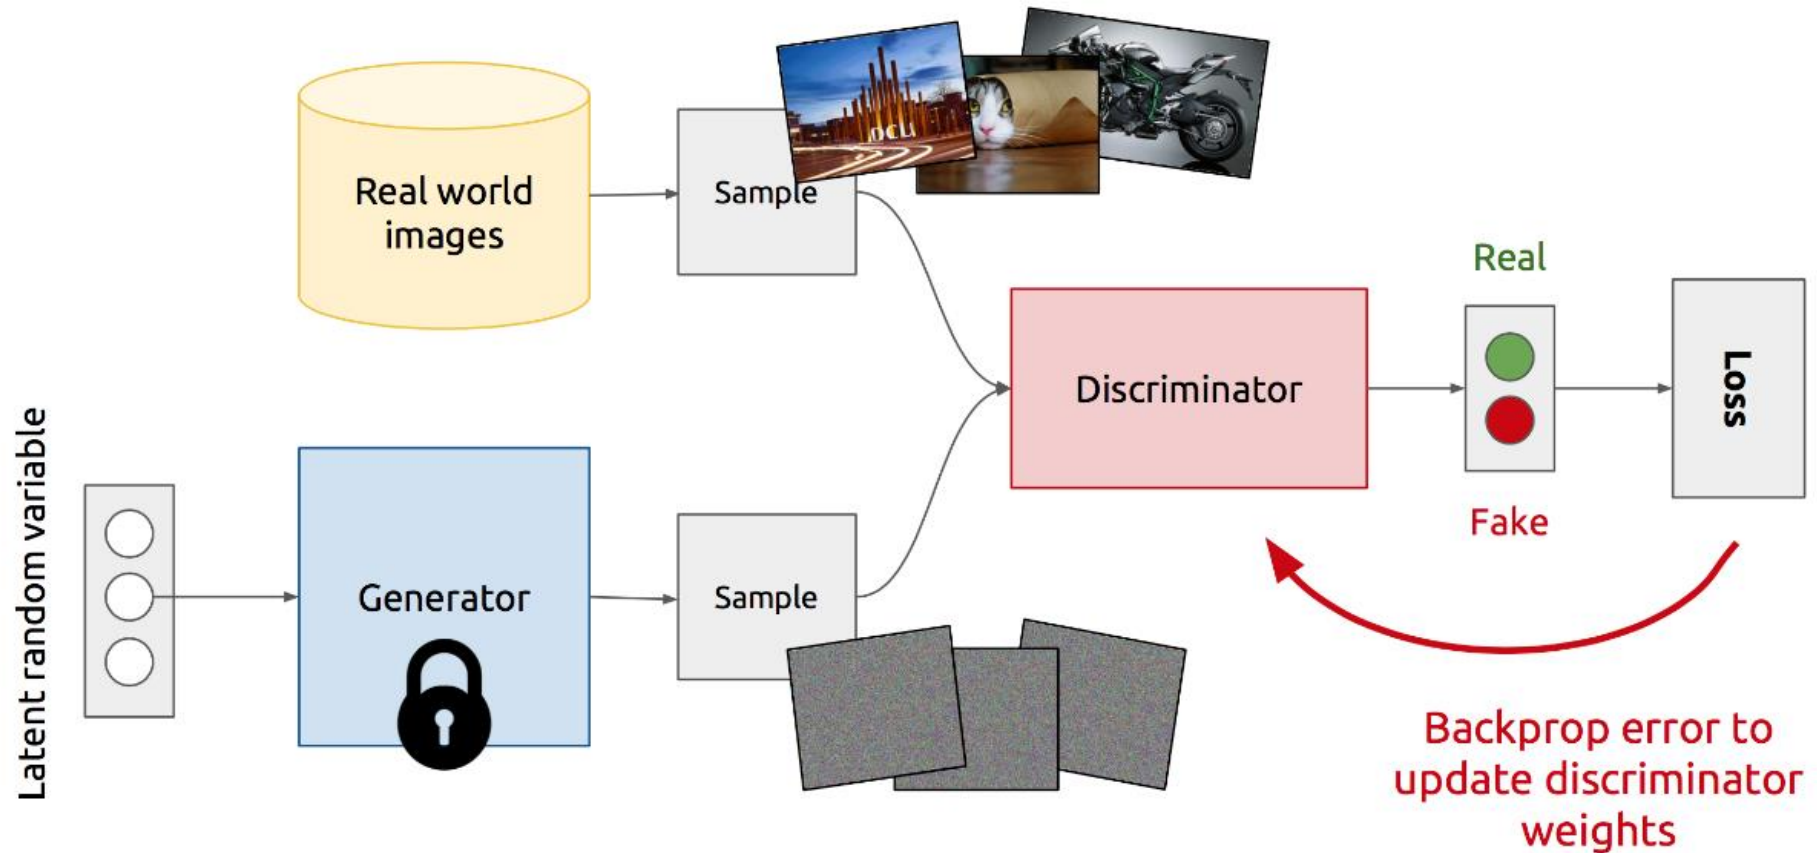 Real world
images
Sample
DCU
Real
Discriminator
Loss
Fake
Latent random variable
Generator
Sample
Backprop error to
update discriminator
weights